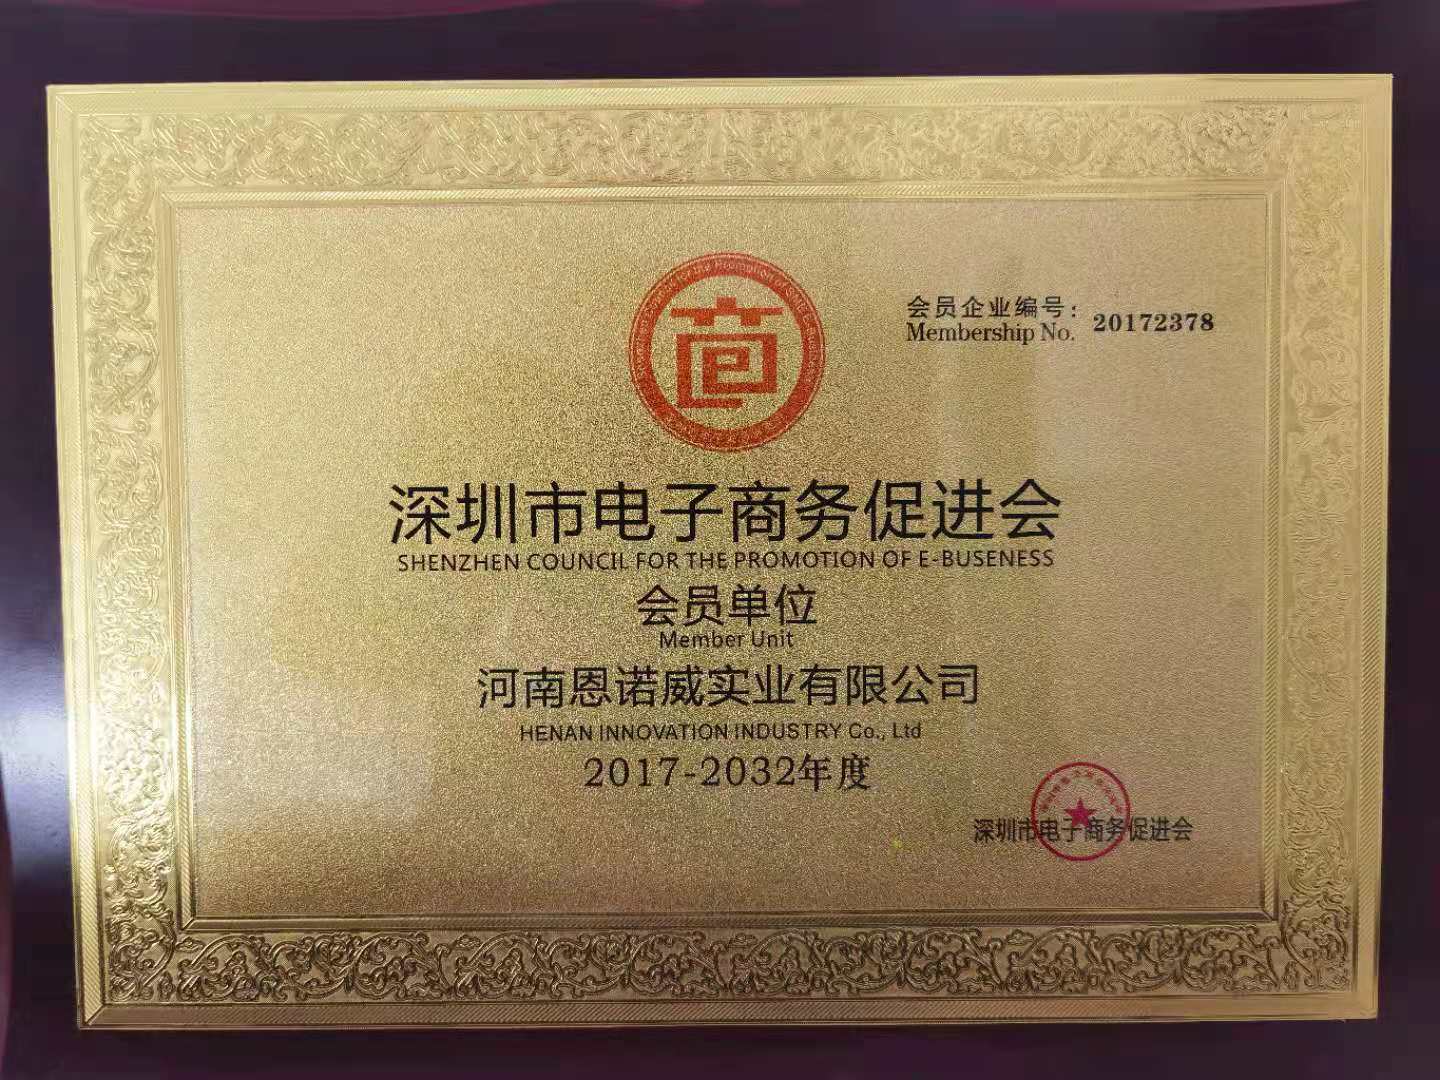 会员企业编号: 20172378
Membership No.
深圳市电子商务促进会
SHENZHEN COUNCIL FOR THE PROMOTION OF E-BUSENESS
会员单位
Member Unit
河南恩诺威实业有限公司
HENAN INNOVATION INDUSTRY Co., Ltd
2017-2032年度
深圳市电子商务促进会